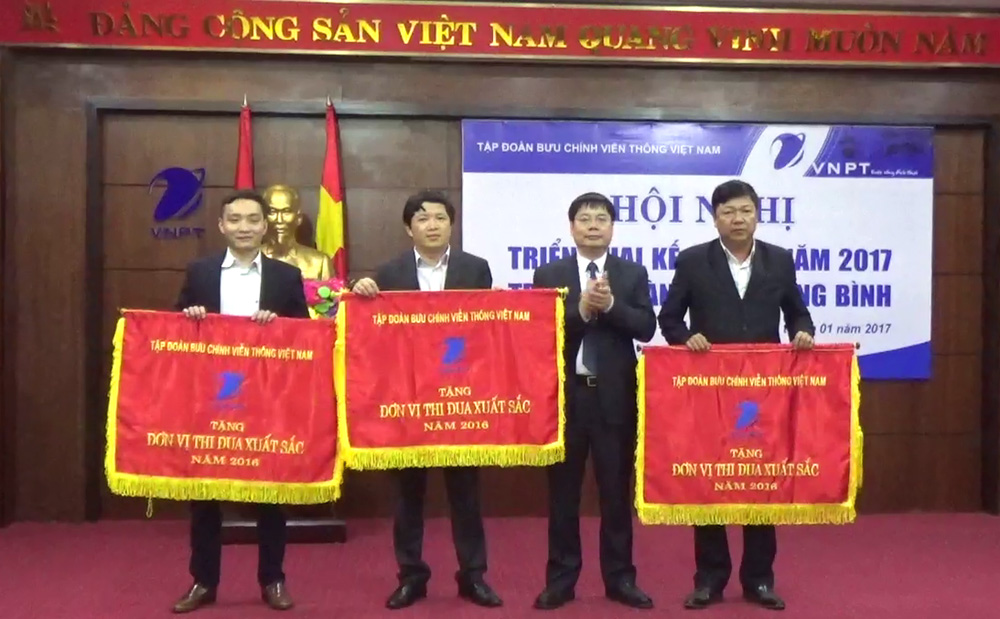 ĐẢNG CỘNG SẢN VIỆT NAM QUANG VINH MUÔN NĂM
TẬP ĐOÀN BƯU CHÍNH VIỄN THÔNG VIỆT NAM
VNPT
HỘI NGHỊ
TRIỂN KHAI KẾ NĂM 2017
BÌNH
01 năm 2017
VNPT
TẬP ĐOÀN BƯU CHÍNH VIỄN THÔNG VIỆT NAM
TẶNG
ĐƠN VỊ THI ĐUA XUẤT SẮC
NĂM 2016
TẬP ĐOÀN BƯU CHÍNH VIỄN THÔNG VIỆT NAM
TẶNG
ĐƠN VỊ THI ĐUA XUẤT SẮC
NĂM 2016
TẬP ĐOÀN BƯU CHÍNH VIỄN THÔNG VIỆT NAM
TẶNG
ĐƠN VỊ THI ĐUA XUẤT SẮC
NĂM 2016